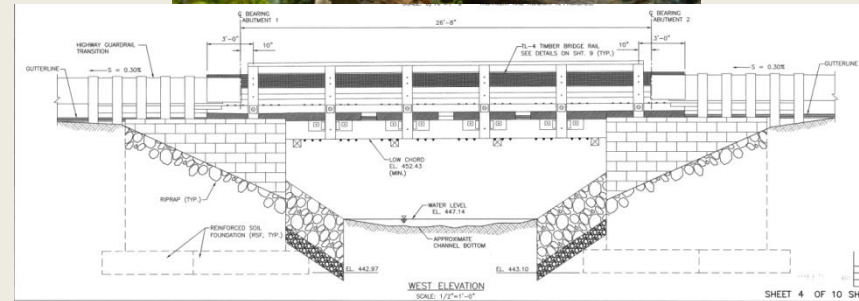 ℄ BEARING
ABUTMENT 1
26'-8"
℄ BEARING
ABUTMENT 2
HIGHWAY GUARDRAIL
TRANSITION
3'-0"
10"
TL-4 TIMBER BRIDGE RAIL
SEE DETAILS ON SHT. 9 (TYP.)
10"
3'-0"
GUTTERLINE
S = 0.30%
S = 0.30%
GUTTERLINE
LOW CHORD
EL. 452.43
(MIN.)
RIPRAP (TYP.)
WATER LEVEL
EL. 447.14
APPROXIMATE
CHANNEL BOTTOM
REINFORCED SOIL
FOUNDATION (RSF, TYP.)
EL. 442.97
EL. 443.10
WEST ELEVATION
SCALE: 1/2"=1'-0"
SHEET 4 OF 10 SH